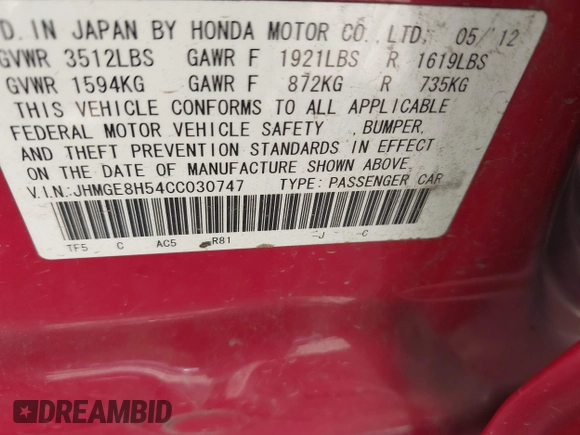 D. IN JAPAN BY HONDA MOTOR CO., LTD. 05/12
GVWR 3512LBS GAWR F 1921LBS R 1619LBS
GVWR 1594KG GAWR F 872KG R 735KG
THIS VEHICLE CONFORMS TO ALL APPLICABLE
FEDERAL MOTOR VEHICLE SAFETY , BUMPER,
AND THEFT PREVENTION STANDARDS IN EFFECT
ON THE DATE OF MANUFACTURE SHOWN ABOVE.
V.I.N:JHMGE8H54CC030747 TYPE: PASSENGER CAR
TF5 C AC5 R81 -J -C
DREAMBID